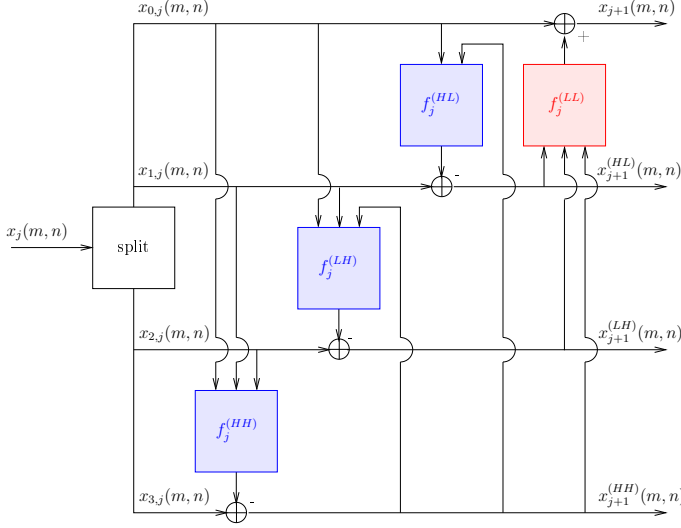 x_{0,j}(m, n)
x_{j+1}(m, n)
+
f_j^{(HL)}
f_j^{(LL)}
x_{1,j}(m, n)
-
x_{j+1}^{(HL)}(m, n)
x_j(m, n)
split
f_j^{(LH)}
x_{2,j}(m, n)
-
x_{j+1}^{(LH)}(m, n)
f_j^{(HH)}
x_{3,j}(m, n)
-
x_{j+1}^{(HH)}(m, n)